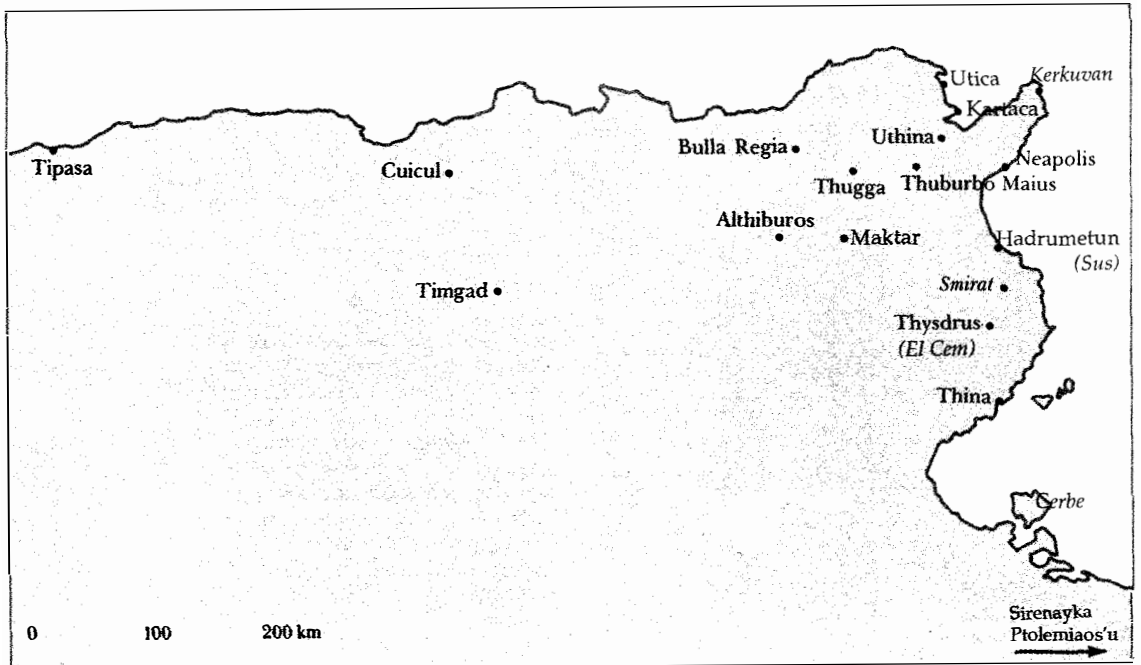 Utica
Kerkuvan
Kartaca
Uthina
Bulla Regia
Neapolis
Tipasa
Cuicul
Thugga
Thuburbo Maius
Althiburos
Maktar
Hadrumetun
(Sus)
Timgad
Smirat
Thysdrus
(El Cem)
Thina
Cerbe
0 100 200 km
Sirenayka
Ptolemiaos'u